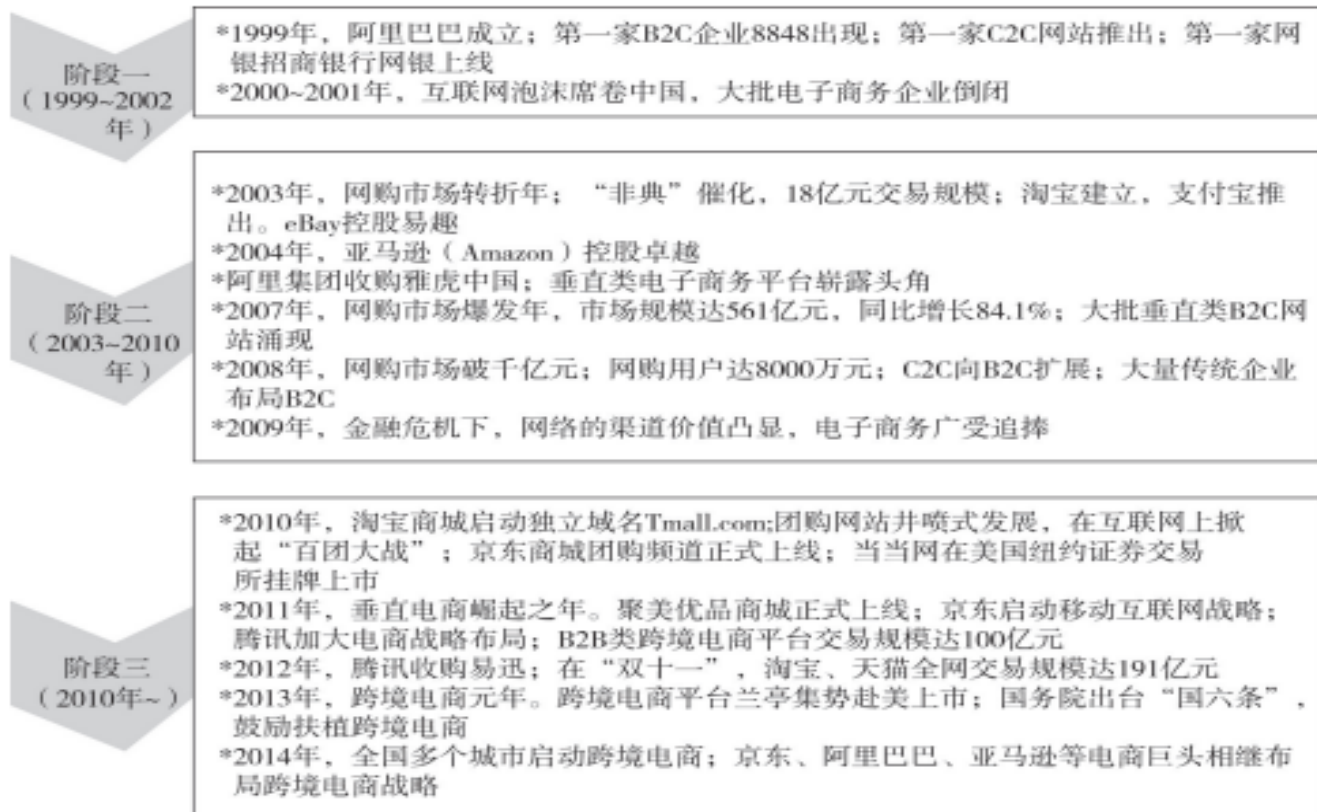 阶段一
（1999~2002
年）
*1999年，阿里巴巴成立；第一家B2C企业8848出现；第一家C2C网站推出；第一家网
银招商银行网银上线
*2000~2001年，互联网泡沫席卷中国，大批电子商务企业倒闭
阶段二
（2003~2010
年）
*2003年，网购市场转折年；“非典”催化，18亿元交易规模；淘宝建立，支付宝推
出。eBay控股易趣
*2004年，亚马逊（Amazon）控股卓越
*阿里集团收购雅虎中国；垂直类电子商务平台崭露头角
*2007年，网购市场爆发年，市场规模达561亿元，同比增长84.1%；大批垂直类B2C网
站涌现
*2008年，网购市场破千亿元；网购用户达8000万元；C2C向B2C扩展；大量传统企业
布局B2C
*2009年，金融危机下，网络的渠道价值凸显，电子商务广受追捧
阶段三
（2010年~）
*2010年，淘宝商城启动独立域名Tmall.com;团购网站井喷式发展，在互联网上掀
起“百团大战”；京东商城团购频道正式上线；当当网在美国纽约证券交易
所挂牌上市
*2011年，垂直电商崛起之年。聚美优品商城正式上线；京东启动移动互联网战略；
腾讯加大电商战略布局；B2B类跨境电商平台交易规模达100亿元
*2012年，腾讯收购易迅；在“双十一”，淘宝、天猫全网交易规模达191亿元
*2013年，跨境电商元年。跨境电商平台兰亭集势赴美上市；国务院出台“国六条”，
鼓励扶植跨境电商
*2014年，全国多个城市启动跨境电商；京东、阿里巴巴、亚马逊等电商巨头相继布
局跨境电商战略